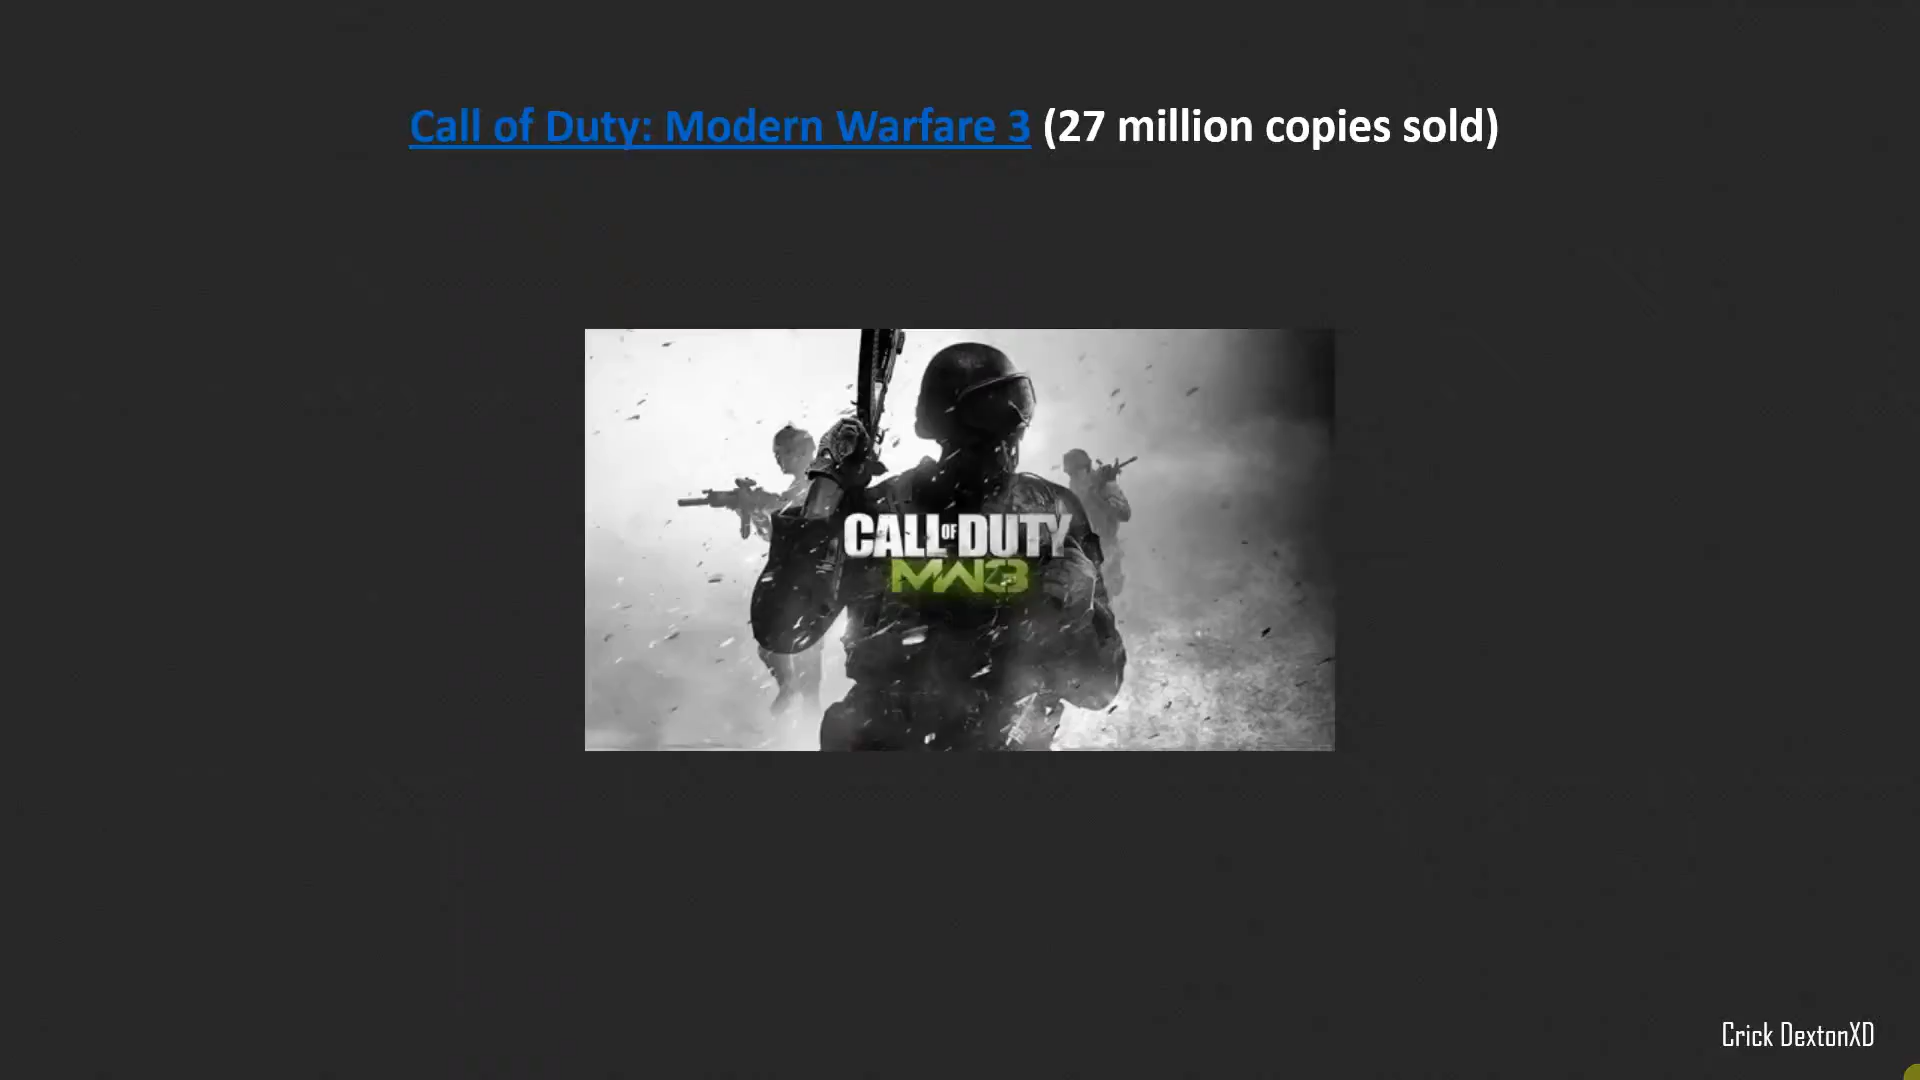 Call of Duty: Modern Warfare 3 (27 million copies sold)
CALL OF DUTY
MW3
Crick DextonXD